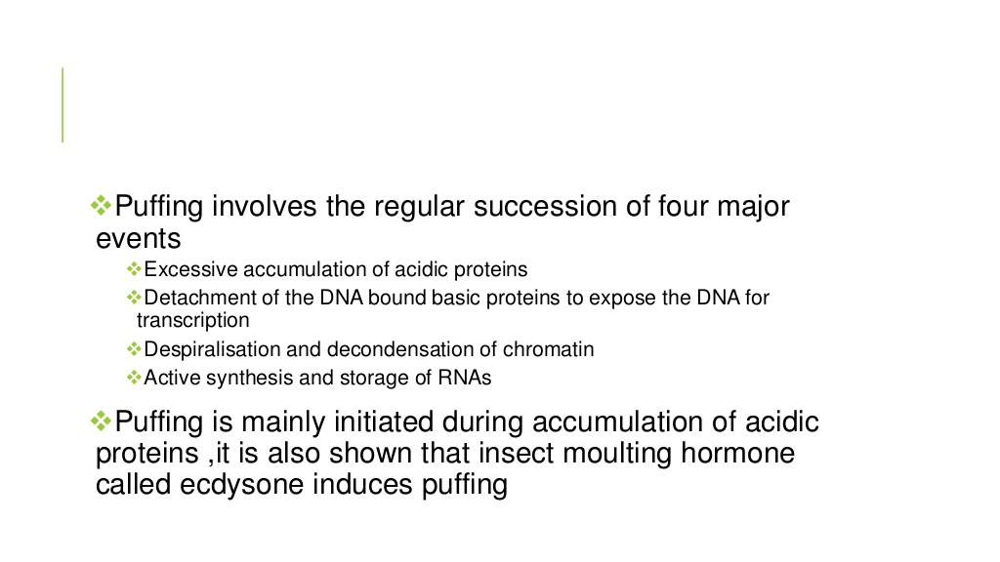 ❖Puffing involves the regular succession of four major
events
❖Excessive accumulation of acidic proteins
❖Detachment of the DNA bound basic proteins to expose the DNA for
transcription
❖Despiralisation and decondensation of chromatin
❖Active synthesis and storage of RNAs
❖Puffing is mainly initiated during accumulation of acidic
proteins ,it is also shown that insect moulting hormone
called ecdysone induces puffing